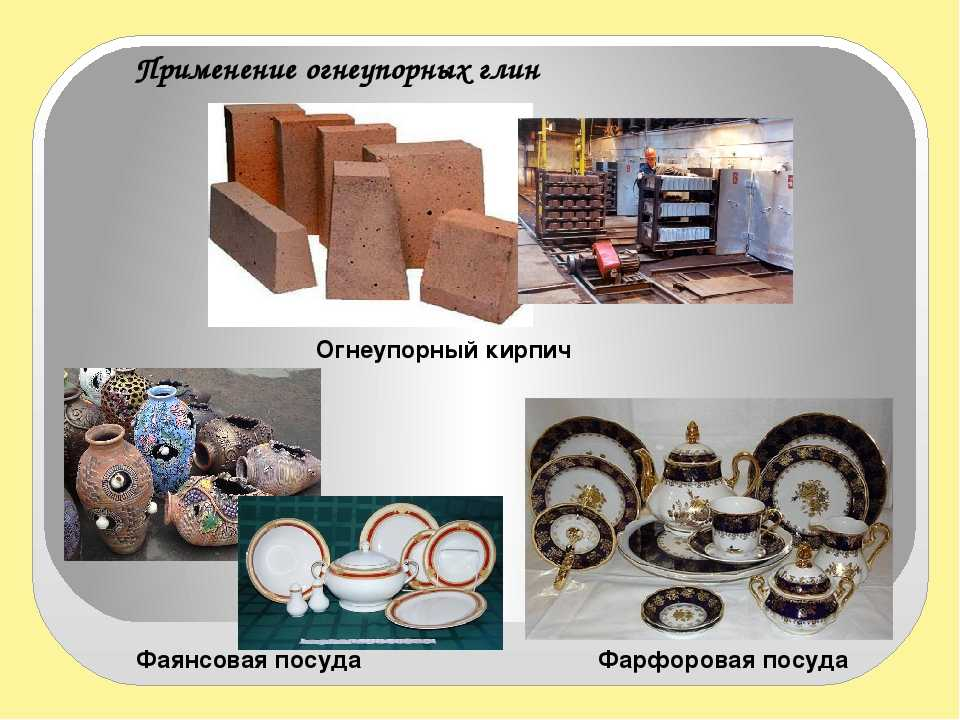 Применение огнеупорных глин
Огнеупорный кирпич
Фаянсовая посуда
Фарфоровая посуда